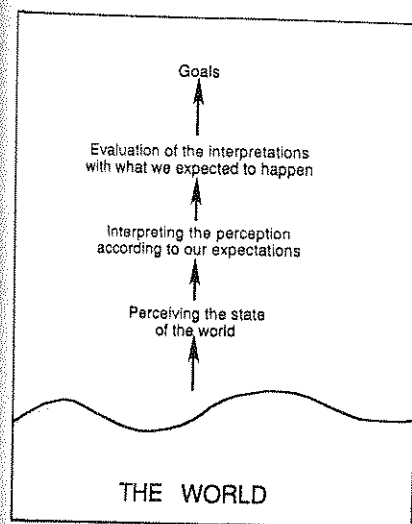 Goals
Evaluation of the interpretations
with what we expected to happen
Interpreting the perception
according to our expectations
Perceiving the state
of the world
THE WORLD